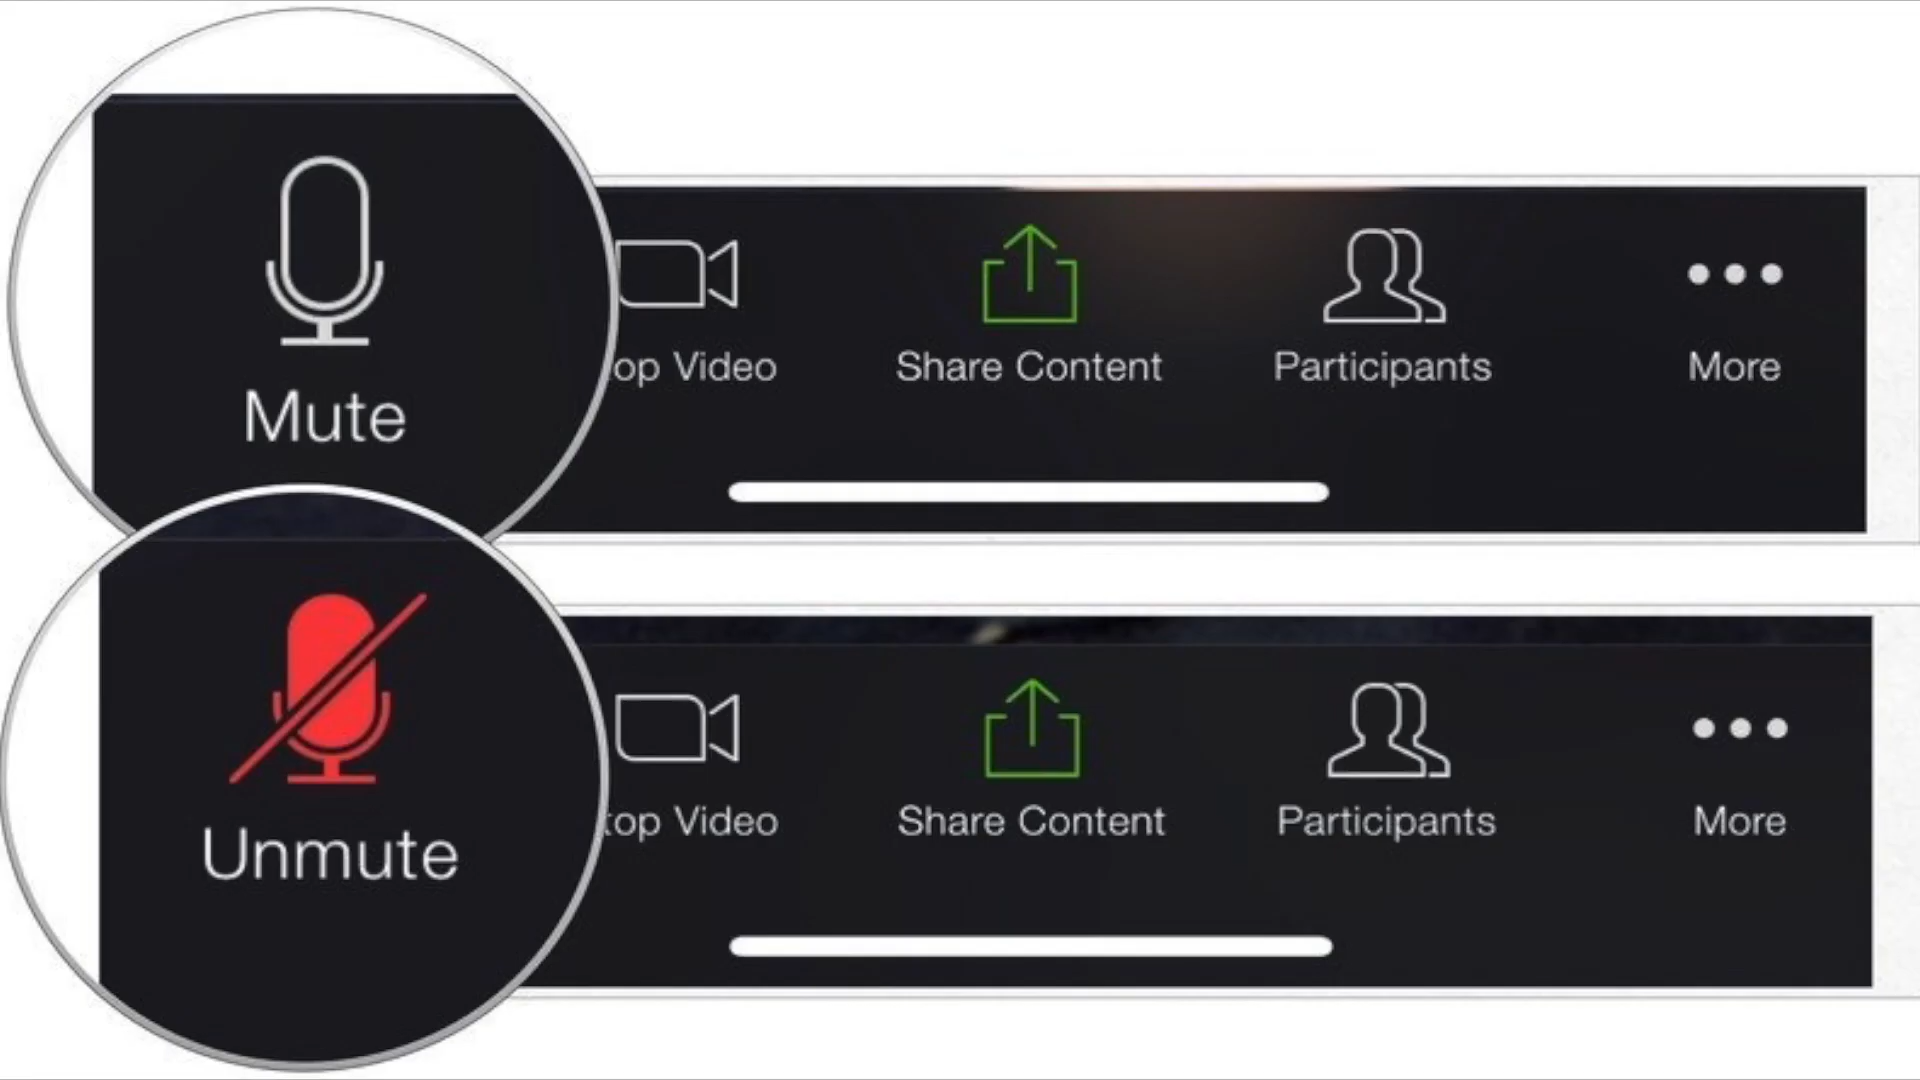 Mute
op Video
Share Content
Participants
More
Unmute
top Video
Share Content
Participants
More